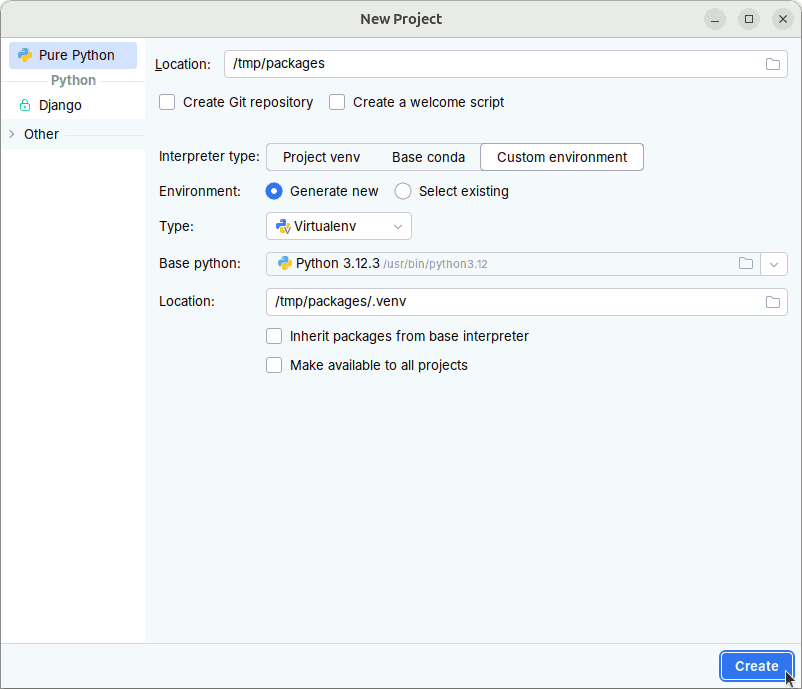 New Project
Pure Python
Python
Django
Other
Location: /tmp/packages
Create Git repository Create a welcome script
Interpreter type: Project venv Base conda Custom environment
Environment: Generate new Select existing
Type: Virtualenv
Base python: Python 3.12.3 /usr/bin/python3.12
Location: /tmp/packages/.venv
Inherit packages from base interpreter
Make available to all projects
Create